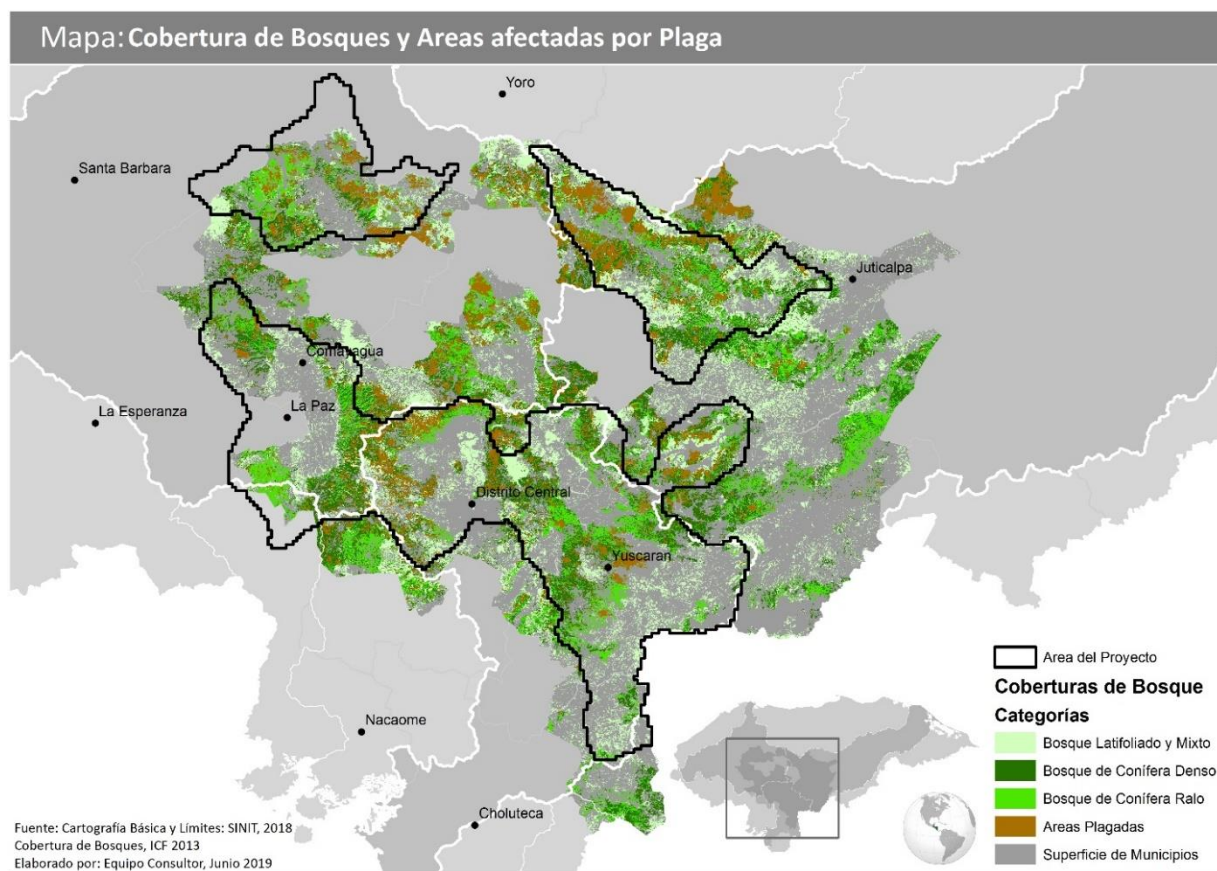 Mapa: Cobertura de Bosques y Areas afectadas por Plaga
Yoro
Santa Barbara
Juticalpa
Comayagua
La Paz
La Esperanza
Distrito Central
Yuscaran
Nacaome
Choluteca
Area del Proyecto
Coberturas de Bosque
Categorías
Bosque Latifoliado y Mixto
Bosque de Conífera Denso
Bosque de Conífera Ralo
Areas Plagadas
Superficie de Municipios
Fuente: Cartografía Básica y Límites: SINIT, 2018
Cobertura de Bosques, ICF 2013
Elaborado por: Equipo Consultor, Junio 2019